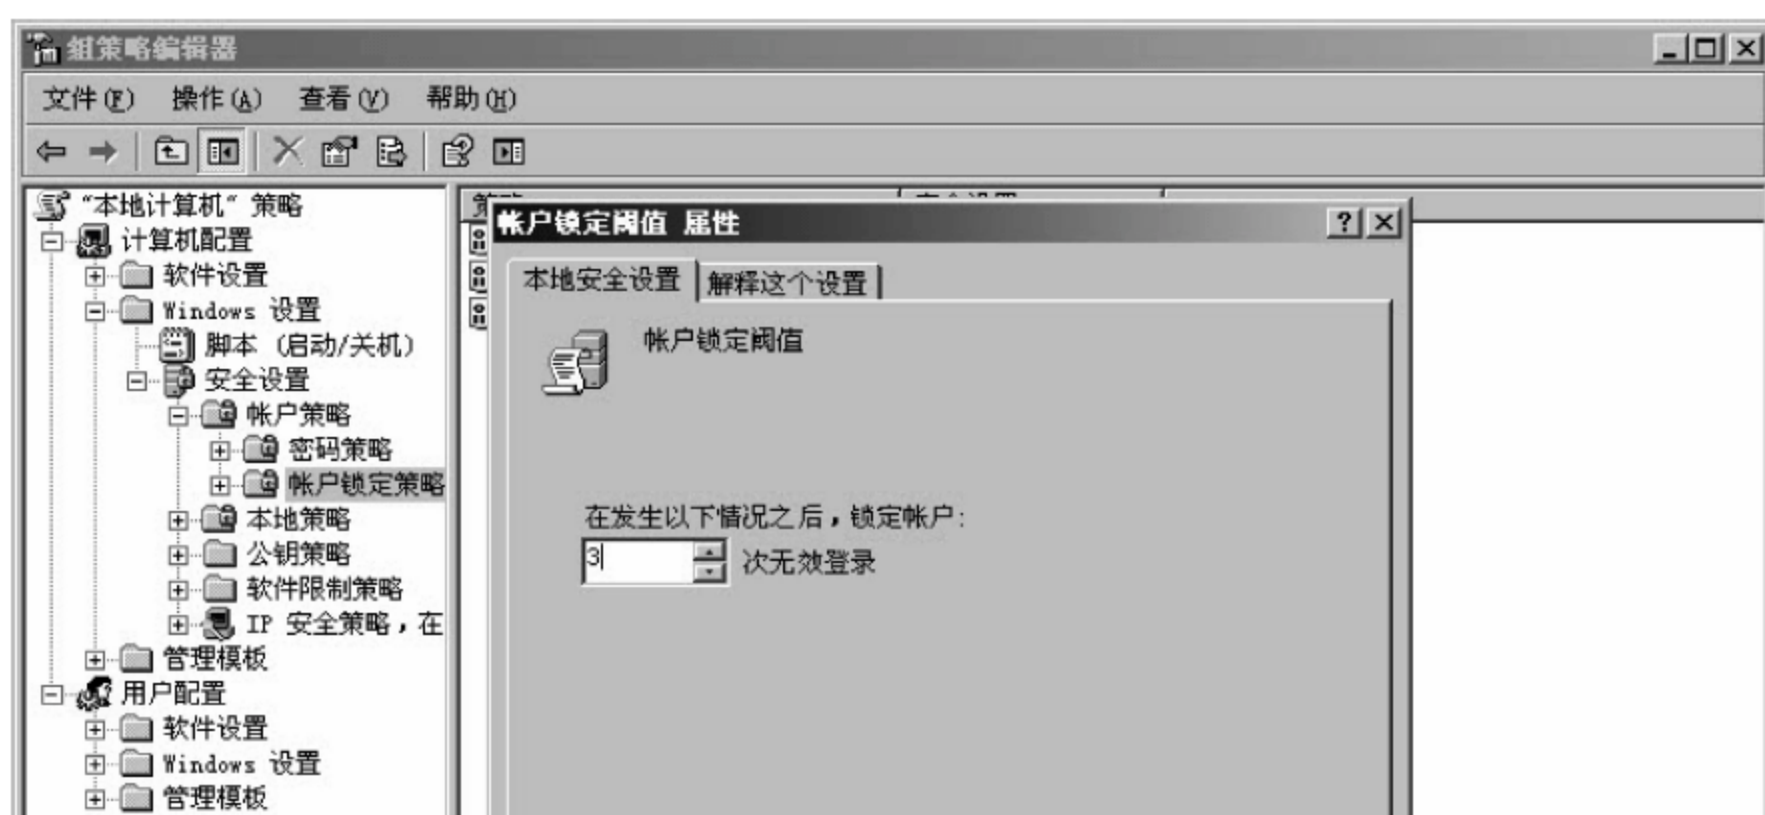 组策略编辑器
文件(F) 操作(A) 查看(V) 帮助(H)
“本地计算机” 策略
计算机配置
软件设置
Windows 设置
脚本 (启动/关机)
安全设置
帐户策略
密码策略
帐户锁定策略
本地策略
公钥策略
软件限制策略
IP 安全策略，在
管理模板
用户配置
软件设置
Windows 设置
管理模板
帐户锁定阈值 属性
本地安全设置 解释这个设置
帐户锁定阈值
在发生以下情况之后，锁定帐户:
3 次无效登录